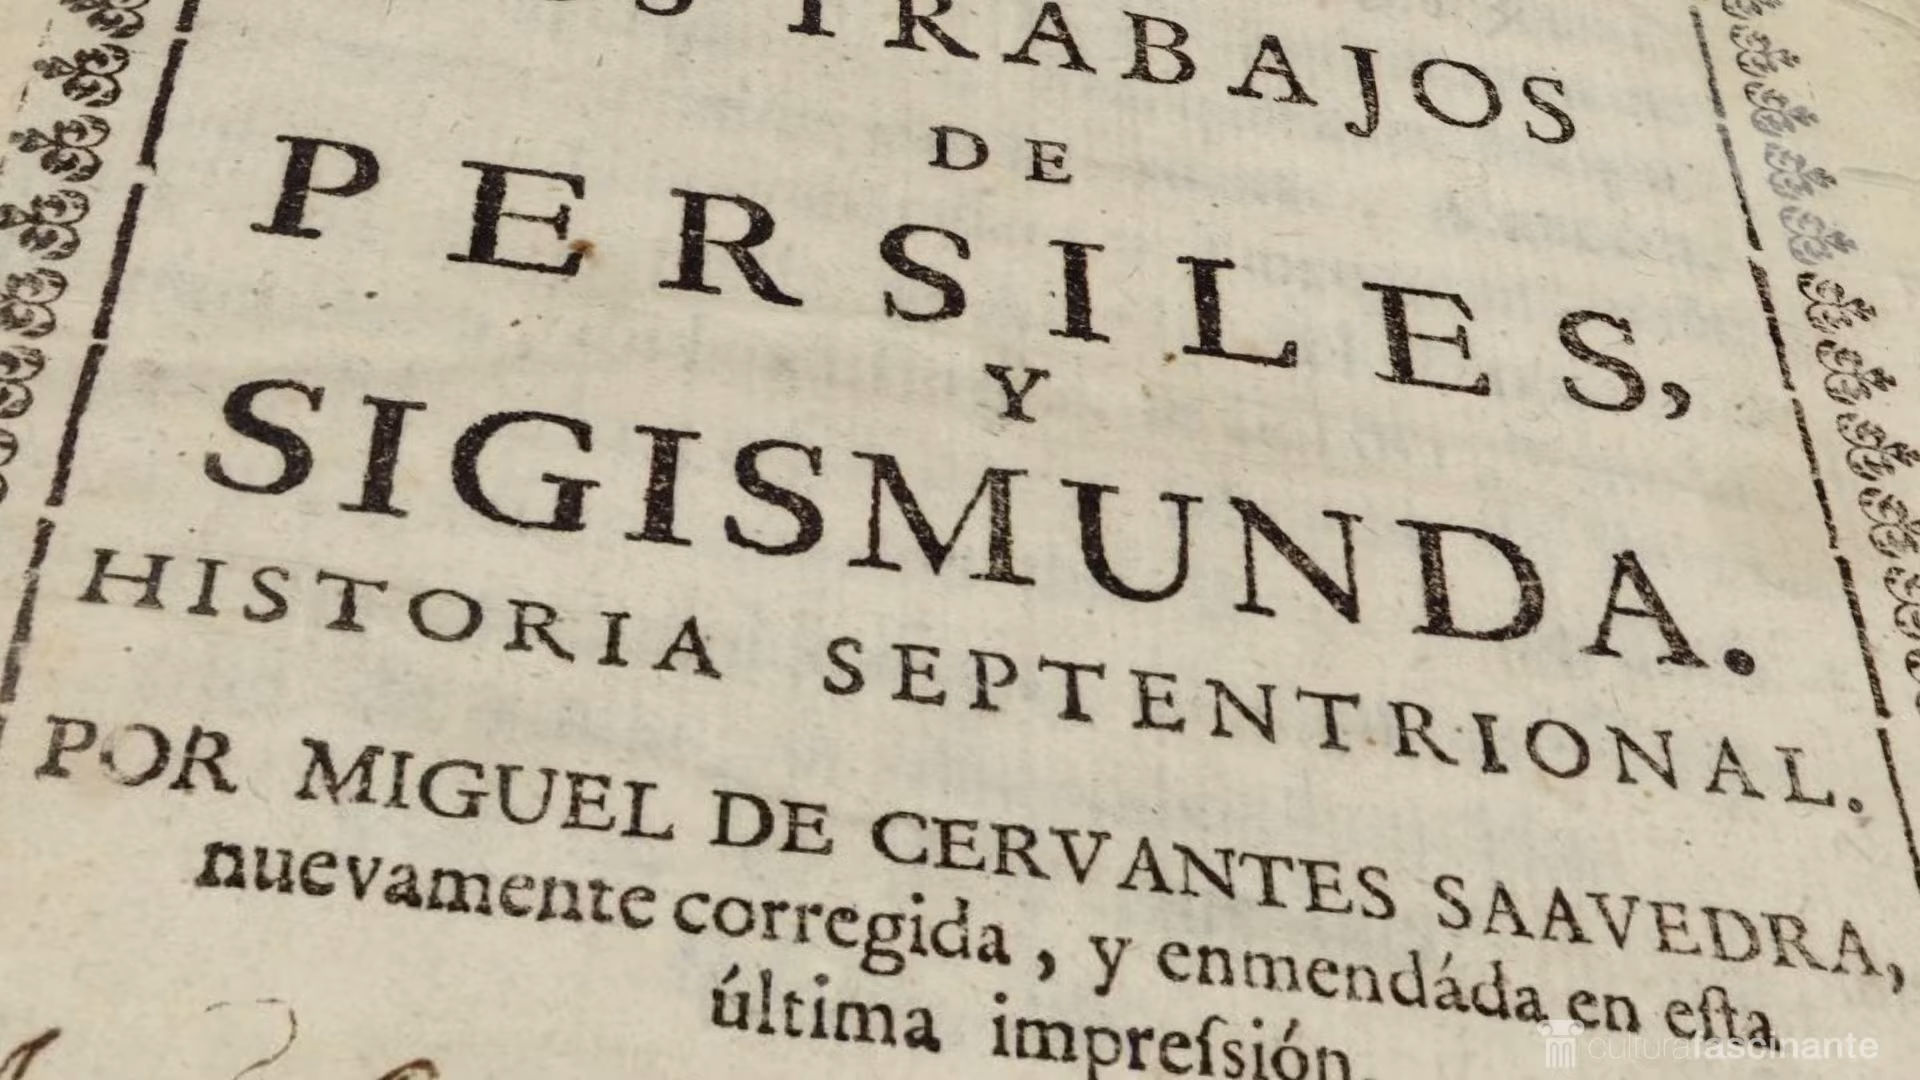 TRABAJOS
DE
PERSILES,
Y
SIGISMUNDA.
HISTORIA SEPTENTRIONAL.
POR MIGUEL DE CERVANTES SAAVEDRA,
nuevamente corregida, y enmendáda en eſta
última impreſsión.
culturafascinante